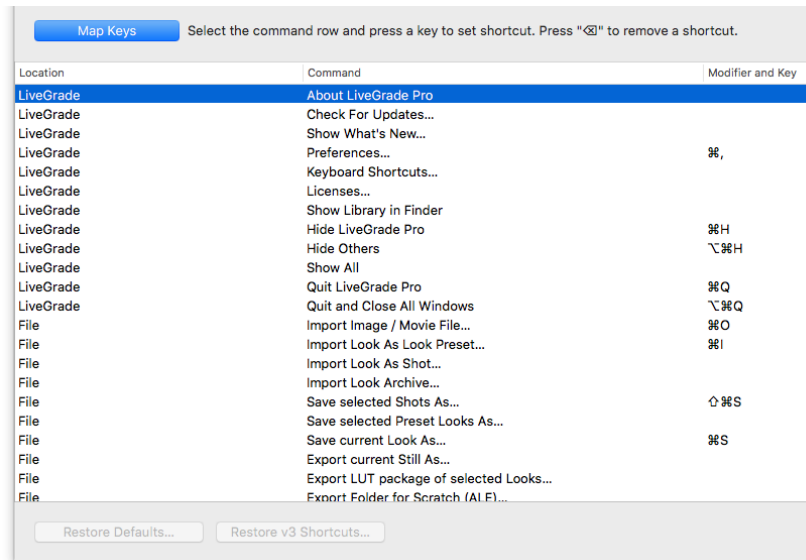 Map Keys Select the command row and press a key to set shortcut. Press "⌫" to remove a shortcut.
Location Command Modifier and Key
LiveGrade About LiveGrade Pro
LiveGrade Check For Updates...
LiveGrade Show What's New...
LiveGrade Preferences... ⌘,
LiveGrade Keyboard Shortcuts...
LiveGrade Licenses...
LiveGrade Show Library in Finder
LiveGrade Hide LiveGrade Pro ⌘H
LiveGrade Hide Others ⌥⌘H
LiveGrade Show All
LiveGrade Quit LiveGrade Pro ⌘Q
LiveGrade Quit and Close All Windows ⌥⌘Q
File Import Image / Movie File... ⌘O
File Import Look As Look Preset... ⌘I
File Import Look As Shot...
File Import Look Archive...
File Save selected Shots As... ⇧⌘S
File Save selected Preset Looks As...
File Save current Look As... ⌘S
File Export current Still As...
File Export LUT package of selected Looks...
File Export Folder for Scratch (ALE)...
Restore Defaults... Restore v3 Shortcuts...